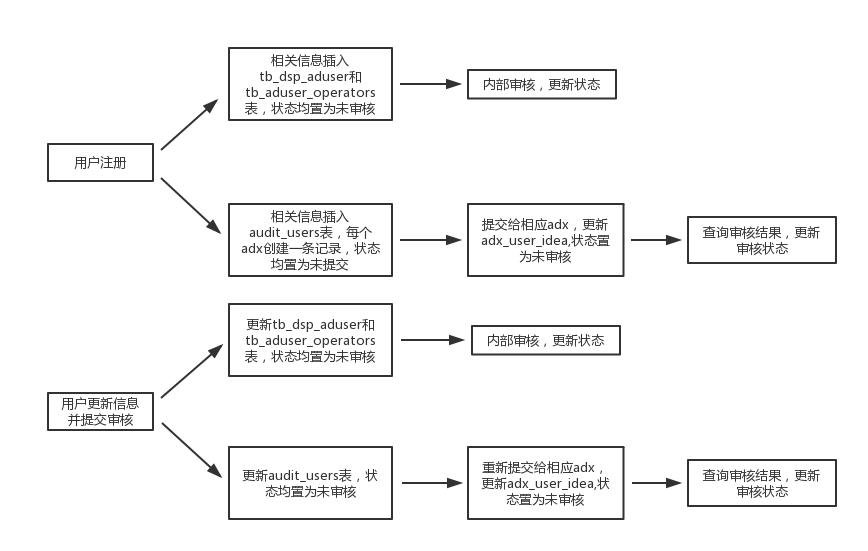 相关信息插入
tb_dsp_aduser和
tb_aduser_operators
表，状态均置为未审核
内部审核，更新状态
用户注册
相关信息插入
audit_users表，每个
adx创建一条记录，状态
均置为未提交
提交给相应adx，更新
adx_user_idea,状态置
为未审核
查询审核结果，更新
审核状态
更新tb_dsp_aduser和
tb_aduser_operators
表，状态均置为未审核
内部审核，更新状态
用户更新信息
并提交审核
更新audit_users表，状
态均置为未审核
重新提交给相应adx，
更新adx_user_idea,状
态置为未审核
查询审核结果，更新
审核状态